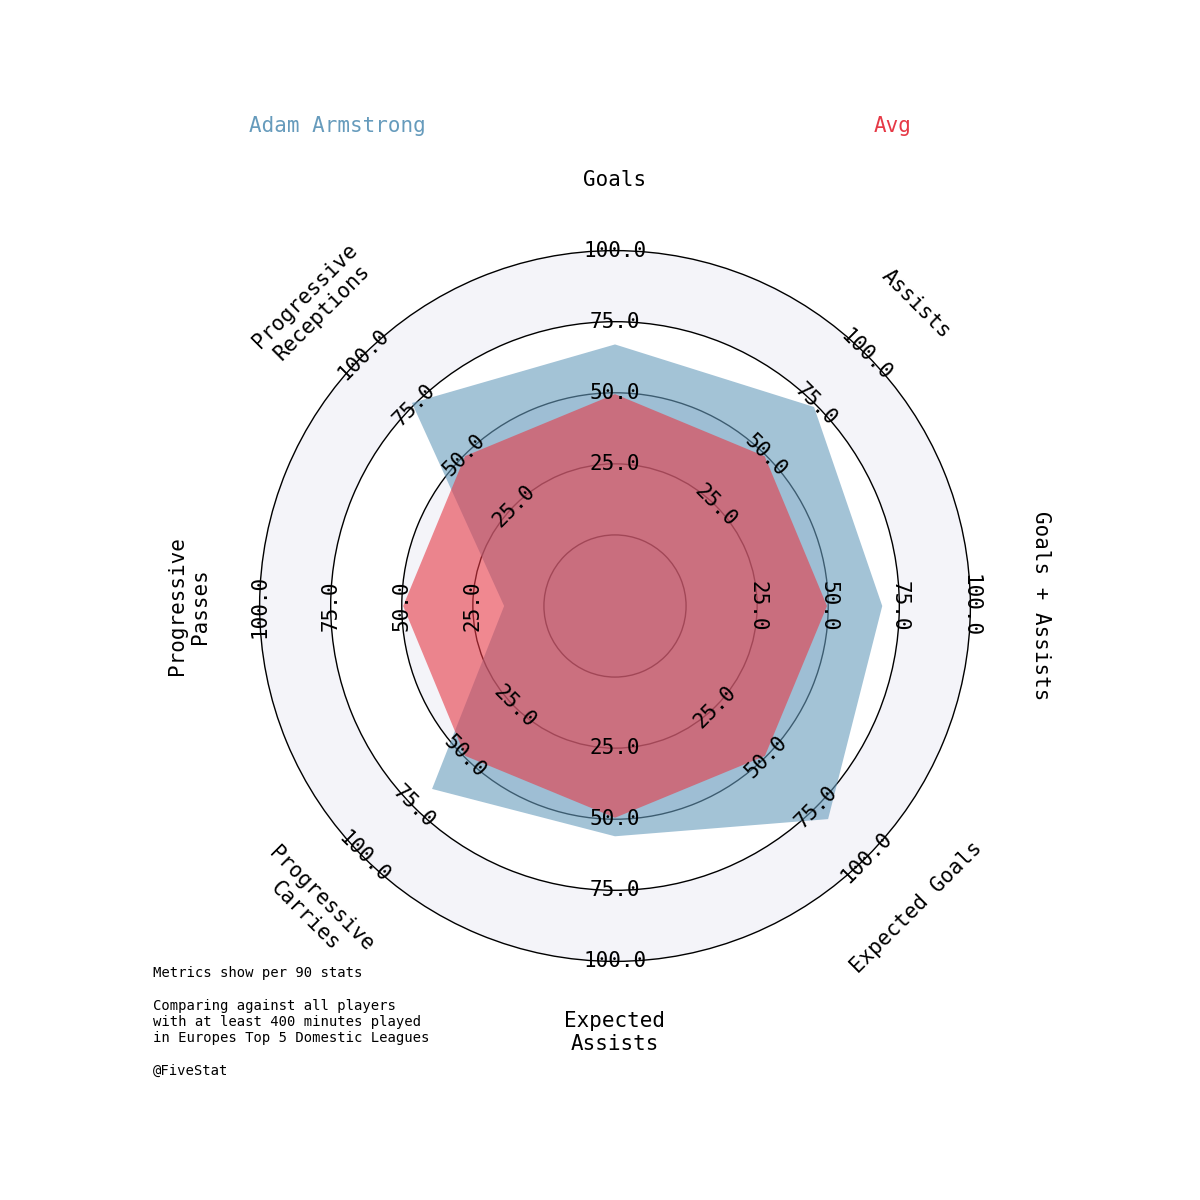 Adam Armstrong
Avg
Goals
Progressive
Receptions
Assists
100.0
75.0
50.0
25.0
100.0
75.0
50.0
25.0
100.0
75.0
50.0
25.0
Progressive
Passes
100.0
75.0
50.0
25.0
25.0
50.0
75.0
100.0
Goals + Assists
25.0
50.0
75.0
100.0
25.0
50.0
75.0
100.0
25.0
50.0
75.0
100.0
Progressive
Carries
Expected Goals
Expected
Assists
Metrics show per 90 stats
Comparing against all players
with at least 400 minutes played
in Europes Top 5 Domestic Leagues
@FiveStat